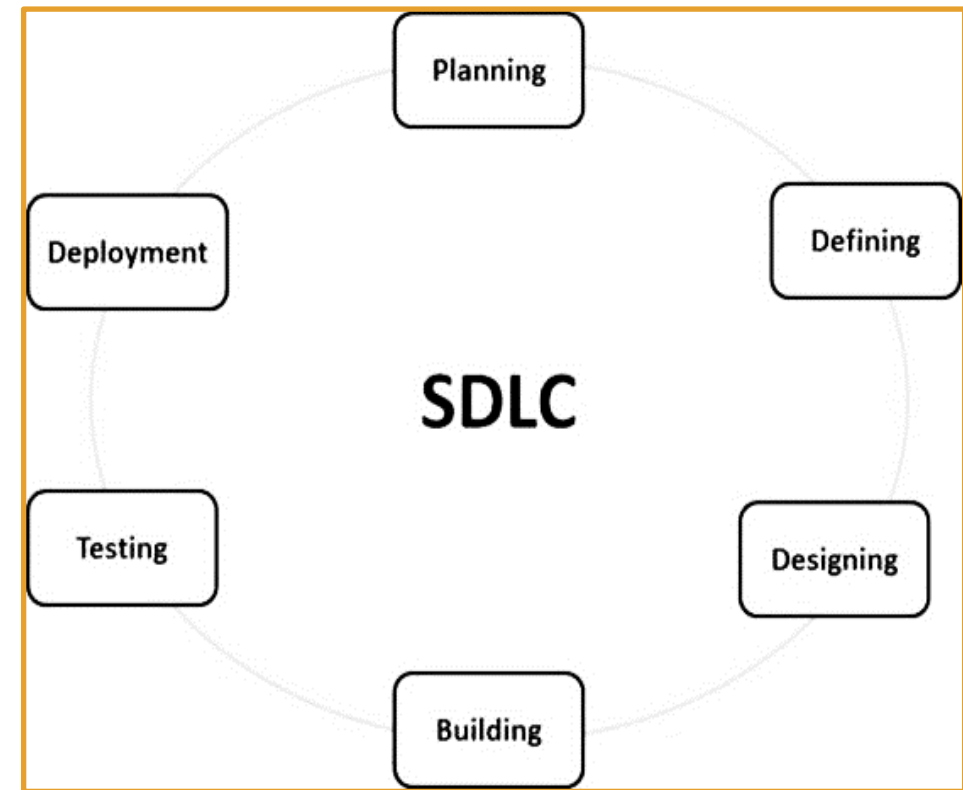 Planning
Defining
Designing
Building
Testing
Deployment
SDLC